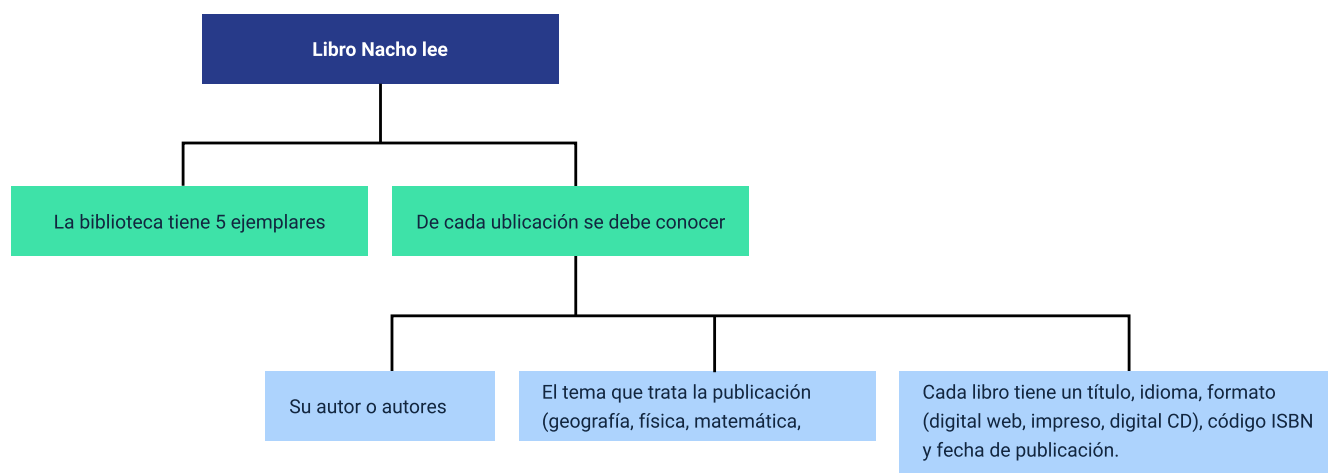 Libro Nacho lee
La biblioteca tiene 5 ejemplares
De cada ublicación se debe conocer
Su autor o autores
El tema que trata la publicación
(geografía, física, matemática,
Cada libro tiene un título, idioma, formato
(digital web, impreso, digital CD), código ISBN
y fecha de publicación.